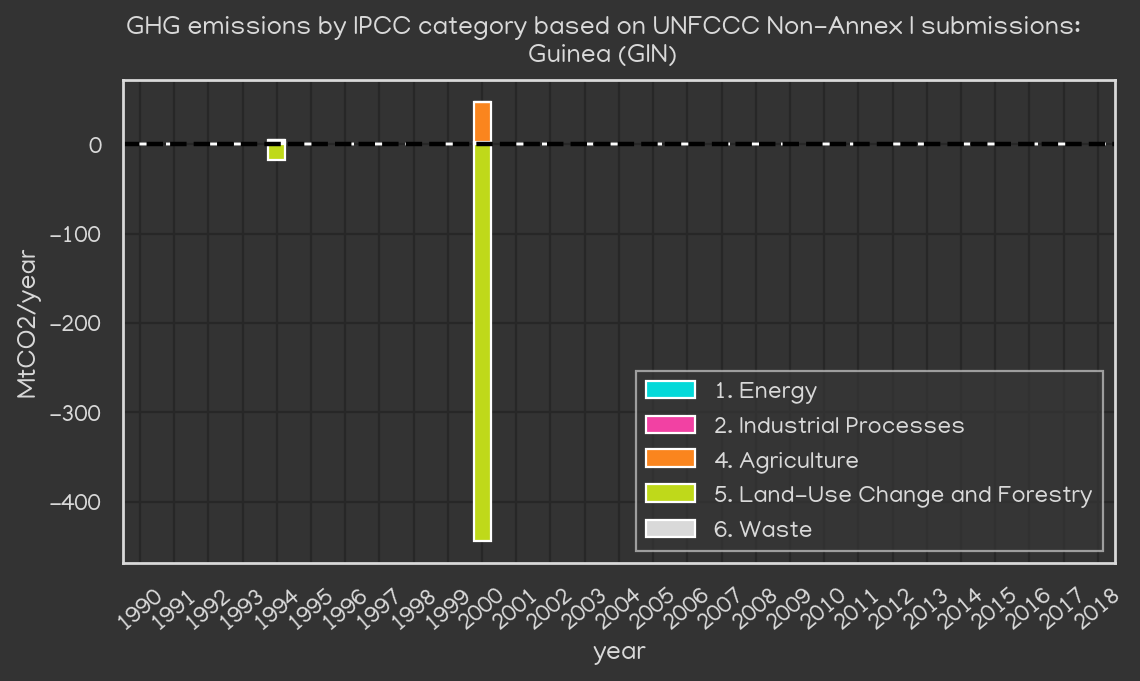 GHG emissions by IPCC category based on UNFCCC Non-Annex I submissions:
Guinea (GIN)
MtCO2/year
0
-100
-200
-300
-400
1. Energy
2. Industrial Processes
4. Agriculture
5. Land-Use Change and Forestry
6. Waste
1990 1991 1992 1993 1994 1995 1996 1997 1998 1999 2000 2001 2002 2003 2004 2005 2006 2007 2008 2009 2010 2011 2012 2013 2014 2015 2016 2017 2018
year